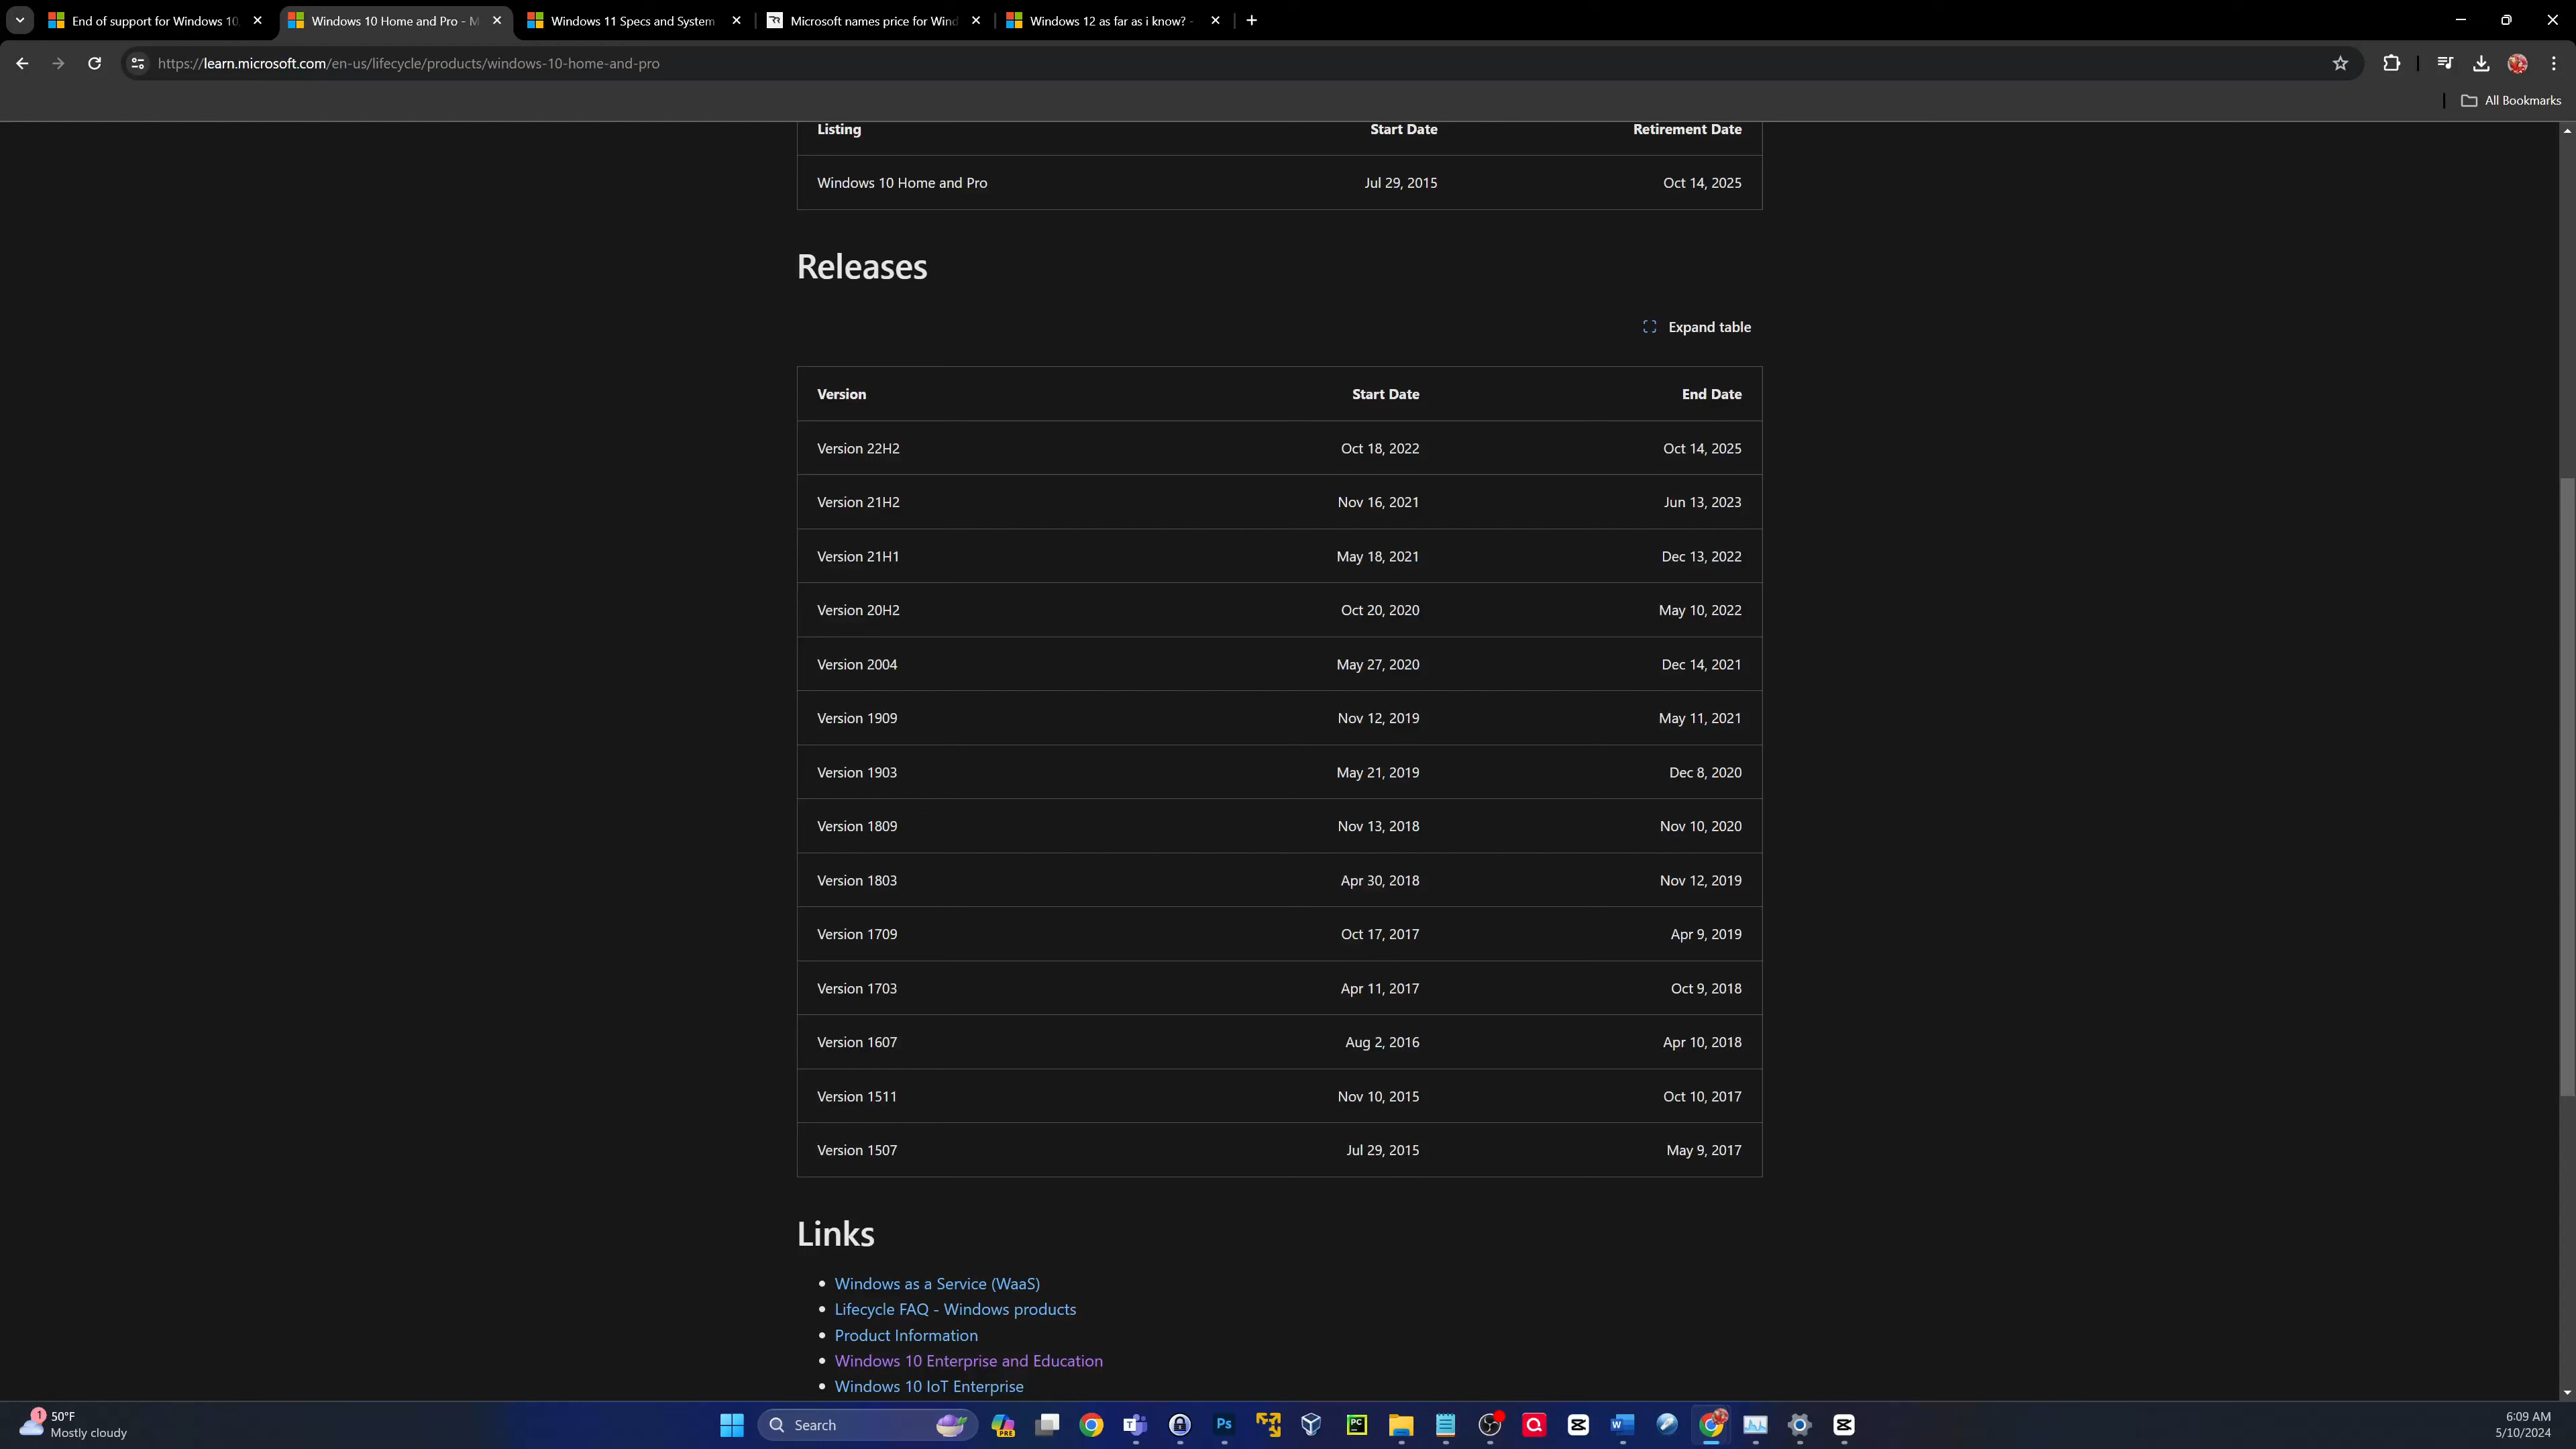 End of support for Windows 10,
Windows 10 Home and Pro - M
Windows 11 Specs and System
Microsoft names price for Wind
Windows 12 as far as i know? -
https://learn.microsoft.com/en-us/lifecycle/products/windows-10-home-and-pro
All Bookmarks
Listing Start Date Retirement Date
Windows 10 Home and Pro Jul 29, 2015 Oct 14, 2025
Releases
Expand table
Version Start Date End Date
Version 22H2 Oct 18, 2022 Oct 14, 2025
Version 21H2 Nov 16, 2021 Jun 13, 2023
Version 21H1 May 18, 2021 Dec 13, 2022
Version 20H2 Oct 20, 2020 May 10, 2022
Version 2004 May 27, 2020 Dec 14, 2021
Version 1909 Nov 12, 2019 May 11, 2021
Version 1903 May 21, 2019 Dec 8, 2020
Version 1809 Nov 13, 2018 Nov 10, 2020
Version 1803 Apr 30, 2018 Nov 12, 2019
Version 1709 Oct 17, 2017 Apr 9, 2019
Version 1703 Apr 11, 2017 Oct 9, 2018
Version 1607 Aug 2, 2016 Apr 10, 2018
Version 1511 Nov 10, 2015 Oct 10, 2017
Version 1507 Jul 29, 2015 May 9, 2017
Links
Windows as a Service (WaaS)
Lifecycle FAQ - Windows products
Product Information
Windows 10 Enterprise and Education
Windows 10 IoT Enterprise
1
50°F
Mostly cloudy
Search
PRE
T
Ps
PC
W
6:09 AM
5/10/2024